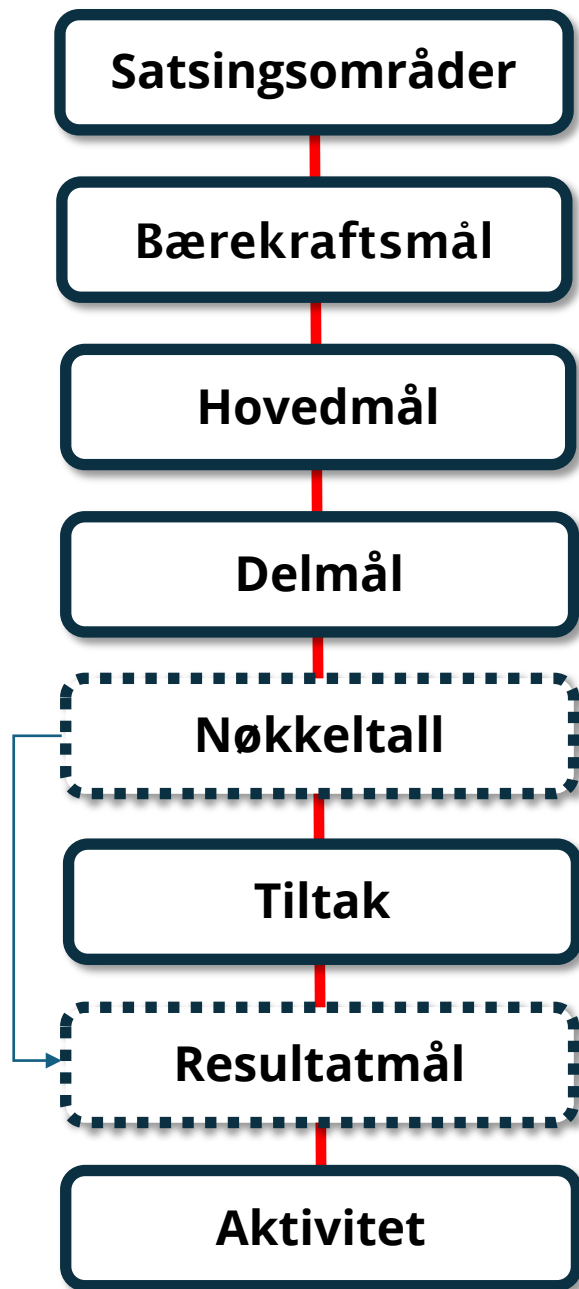 Satsingsområder
Bærekraftsmål
Hovedmål
Delmål
Nøkkeltall
Tiltak
Resultatmål
Aktivitet